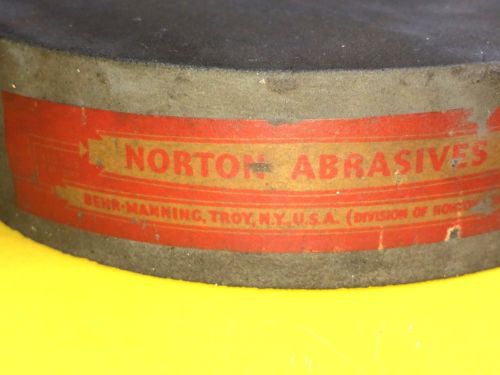 NORTON ABRASIVES
BEHR-MANNING, TROY, N.Y. U.S.A. (DIVISION OF